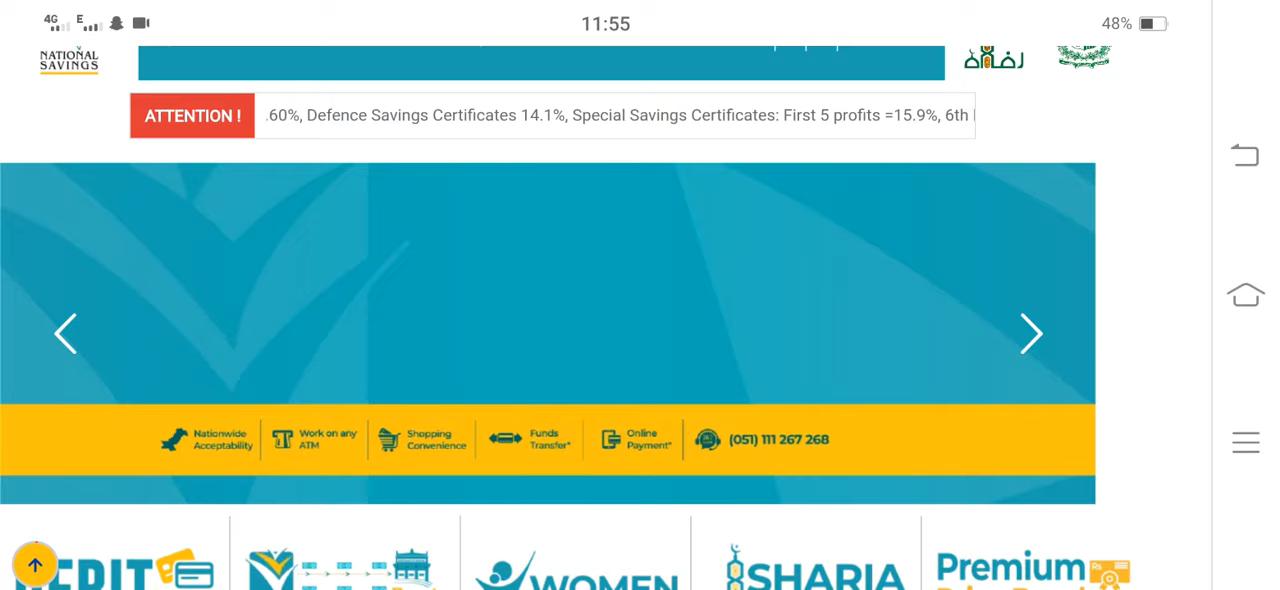 4G E 11:55 48%
NATIONAL
SAVINGS
ATTENTION !
.60%, Defence Savings Certificates 14.1%, Special Savings Certificates: First 5 profits =15.9%, 6th
Nationwide
Acceptability
Work on any
ATM
Shopping
Convenience
Funds
Transfer*
Online
Payment*
(051) 111 267 268
WOMEN
SHARIA
Premium
Rs